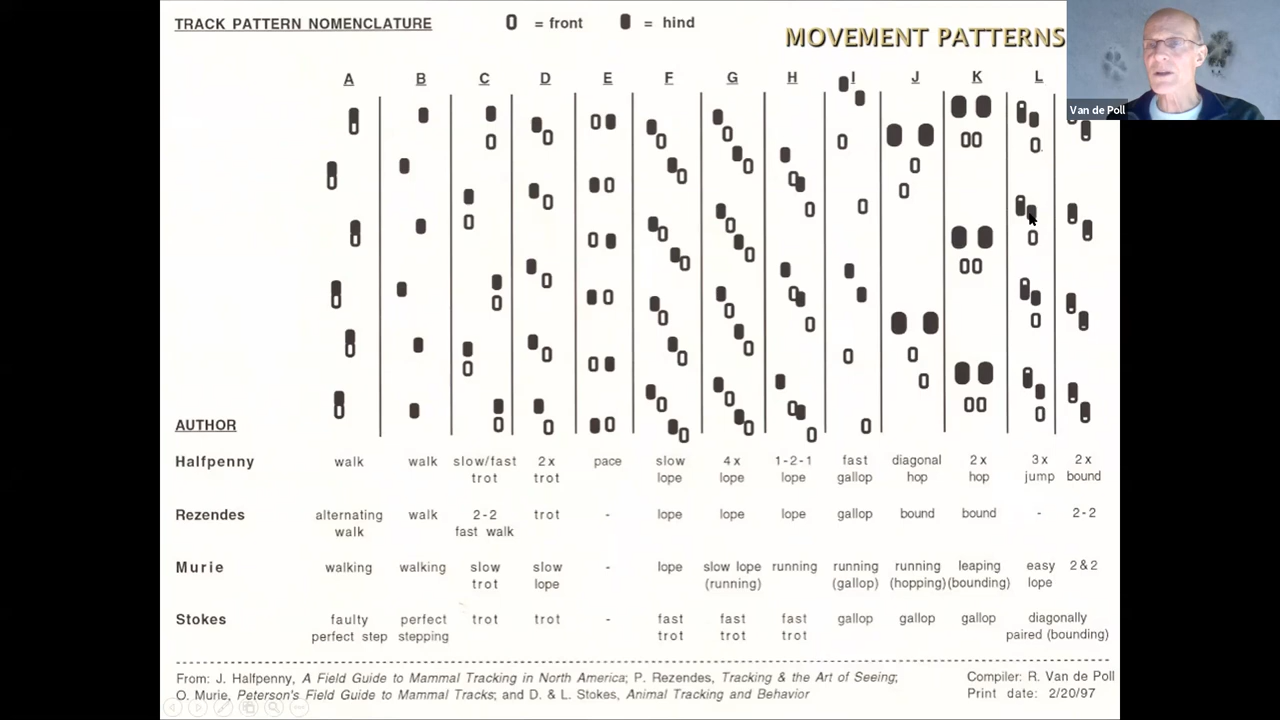 TRACK PATTERN NOMENCLATURE
= front
= hind
MOVEMENT PATTERNS
Van de Poll
A B C D E F G H I J K L
AUTHOR
Halfpenny walk walk slow/fast 2x pace slow 4x 1-2-1 fast diagonal 2x 3x 2x
trot trot lope lope lope gallop hop hop jump bound
Rezendes alternating walk 2-2 trot - lope lope lope gallop bound bound - 2-2
walk fast walk
Murie walking walking slow slow - lope slow lope running running running leaping easy 2&2
trot lope (running) (gallop) (hopping) (bounding) lope
Stokes faulty perfect trot trot - fast fast fast gallop gallop gallop diagonally
perfect step stepping trot trot trot paired (bounding)
From: J. Halfpenny, A Field Guide to Mammal Tracking in North America; P. Rezendes, Tracking & the Art of Seeing;
O. Murie, Peterson's Field Guide to Mammal Tracks; and D. & L. Stokes, Animal Tracking and Behavior
Compiler: R. Van de Poll
Print date: 2/20/97